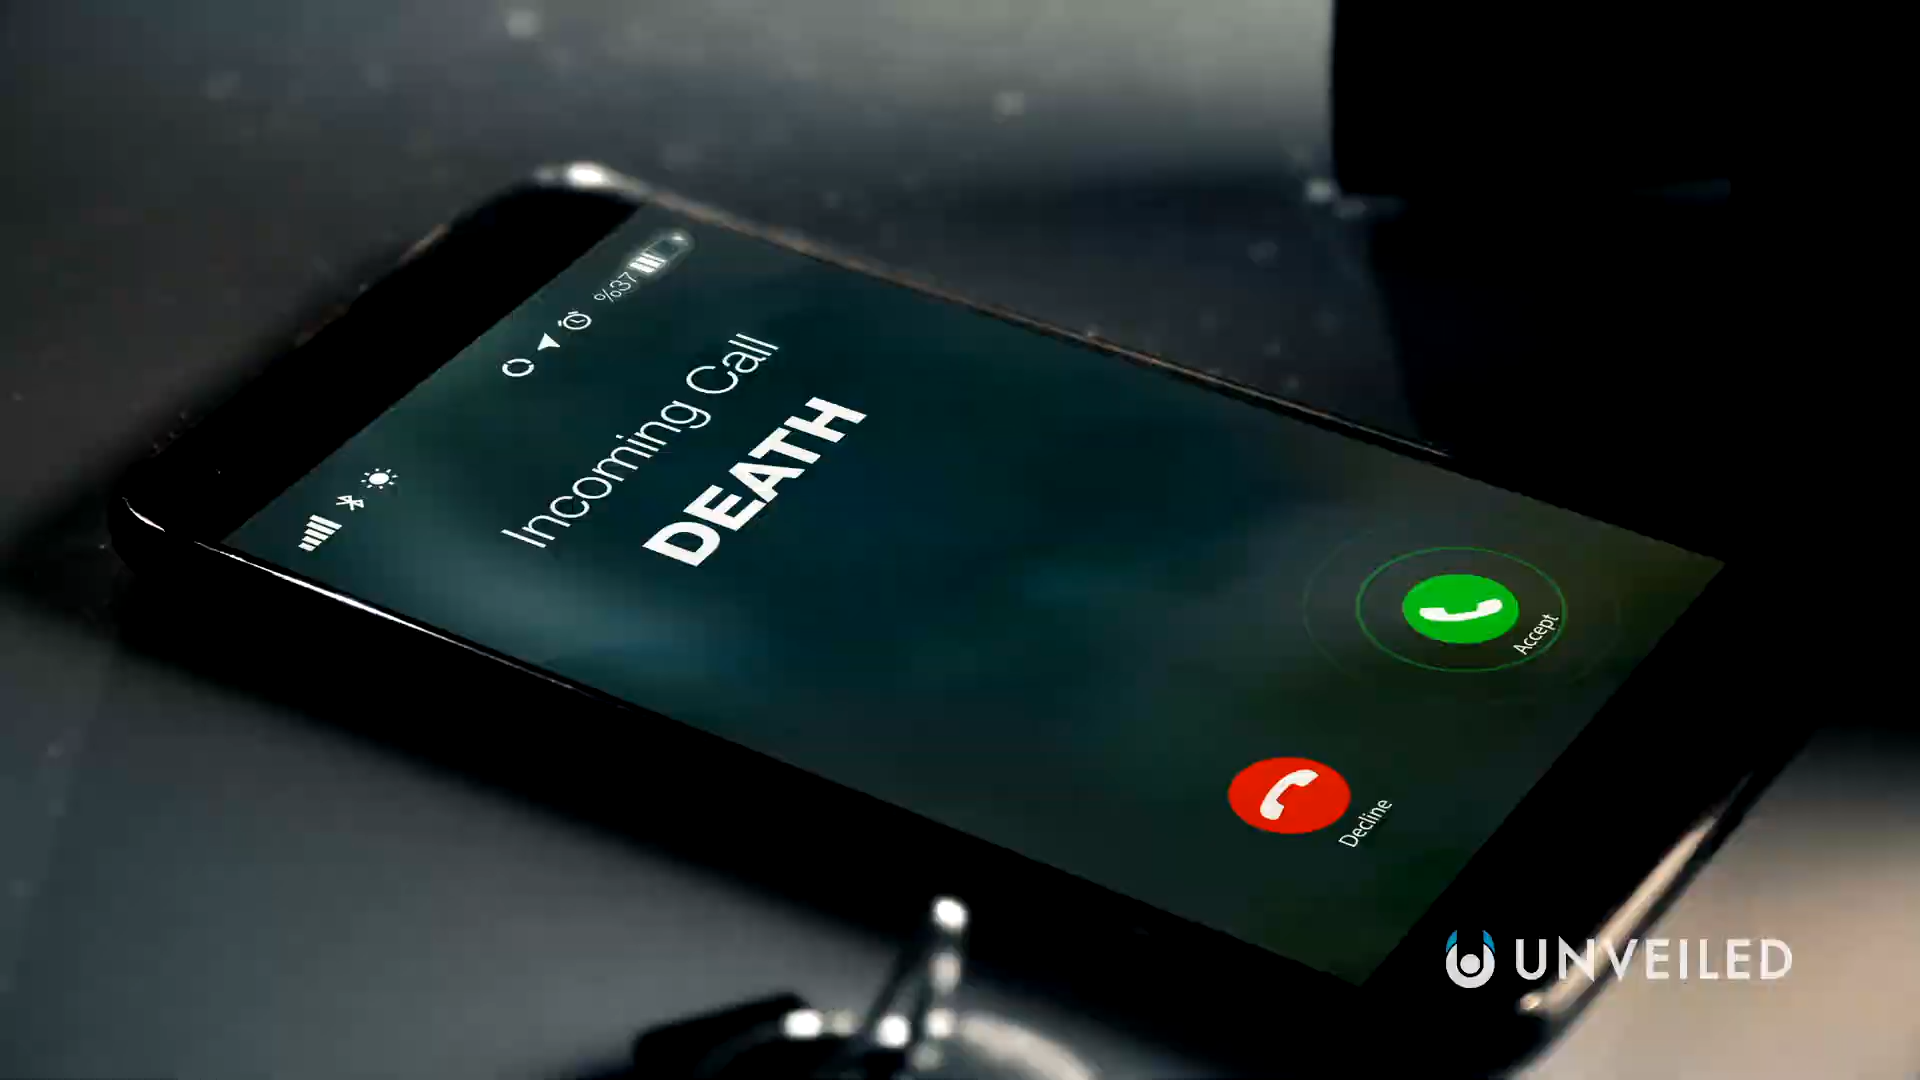 %37
Incoming Call
DEATH
Accept
Decline
UNVEILED